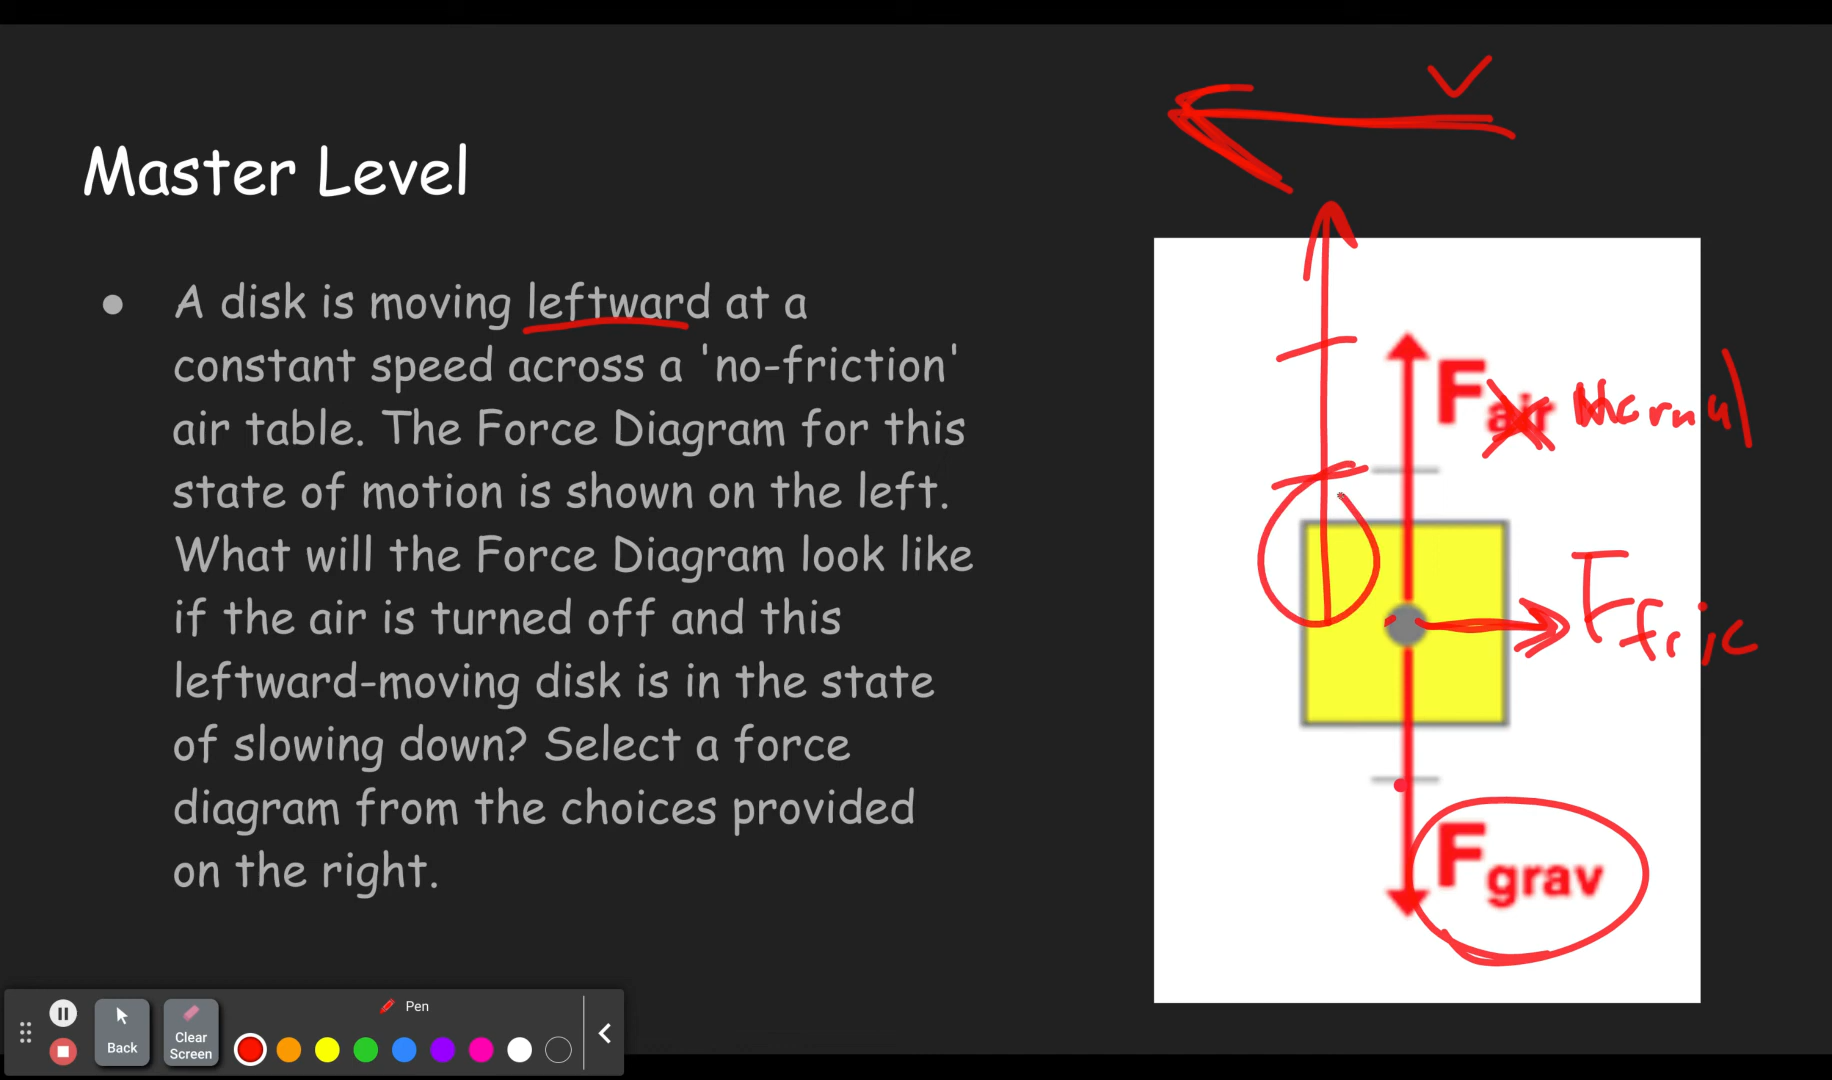 Master Level
● A disk is moving leftward at a
constant speed across a 'no-friction'
air table. The Force Diagram for this
state of motion is shown on the left.
What will the Force Diagram look like
if the air is turned off and this
leftward-moving disk is in the state
of slowing down? Select a force
diagram from the choices provided
on the right.
V
Fair Normal
Ffric
Fgrav
Pen
Back
Clear
Screen